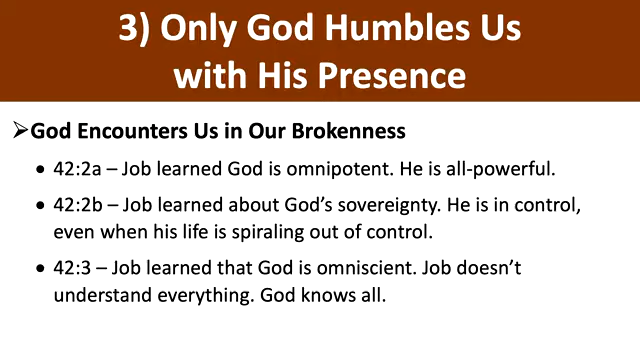 3) Only God Humbles Us
with His Presence
➢God Encounters Us in Our Brokenness
• 42:2a – Job learned God is omnipotent. He is all-powerful.
• 42:2b – Job learned about God’s sovereignty. He is in control,
even when his life is spiraling out of control.
• 42:3 – Job learned that God is omniscient. Job doesn’t
understand everything. God knows all.